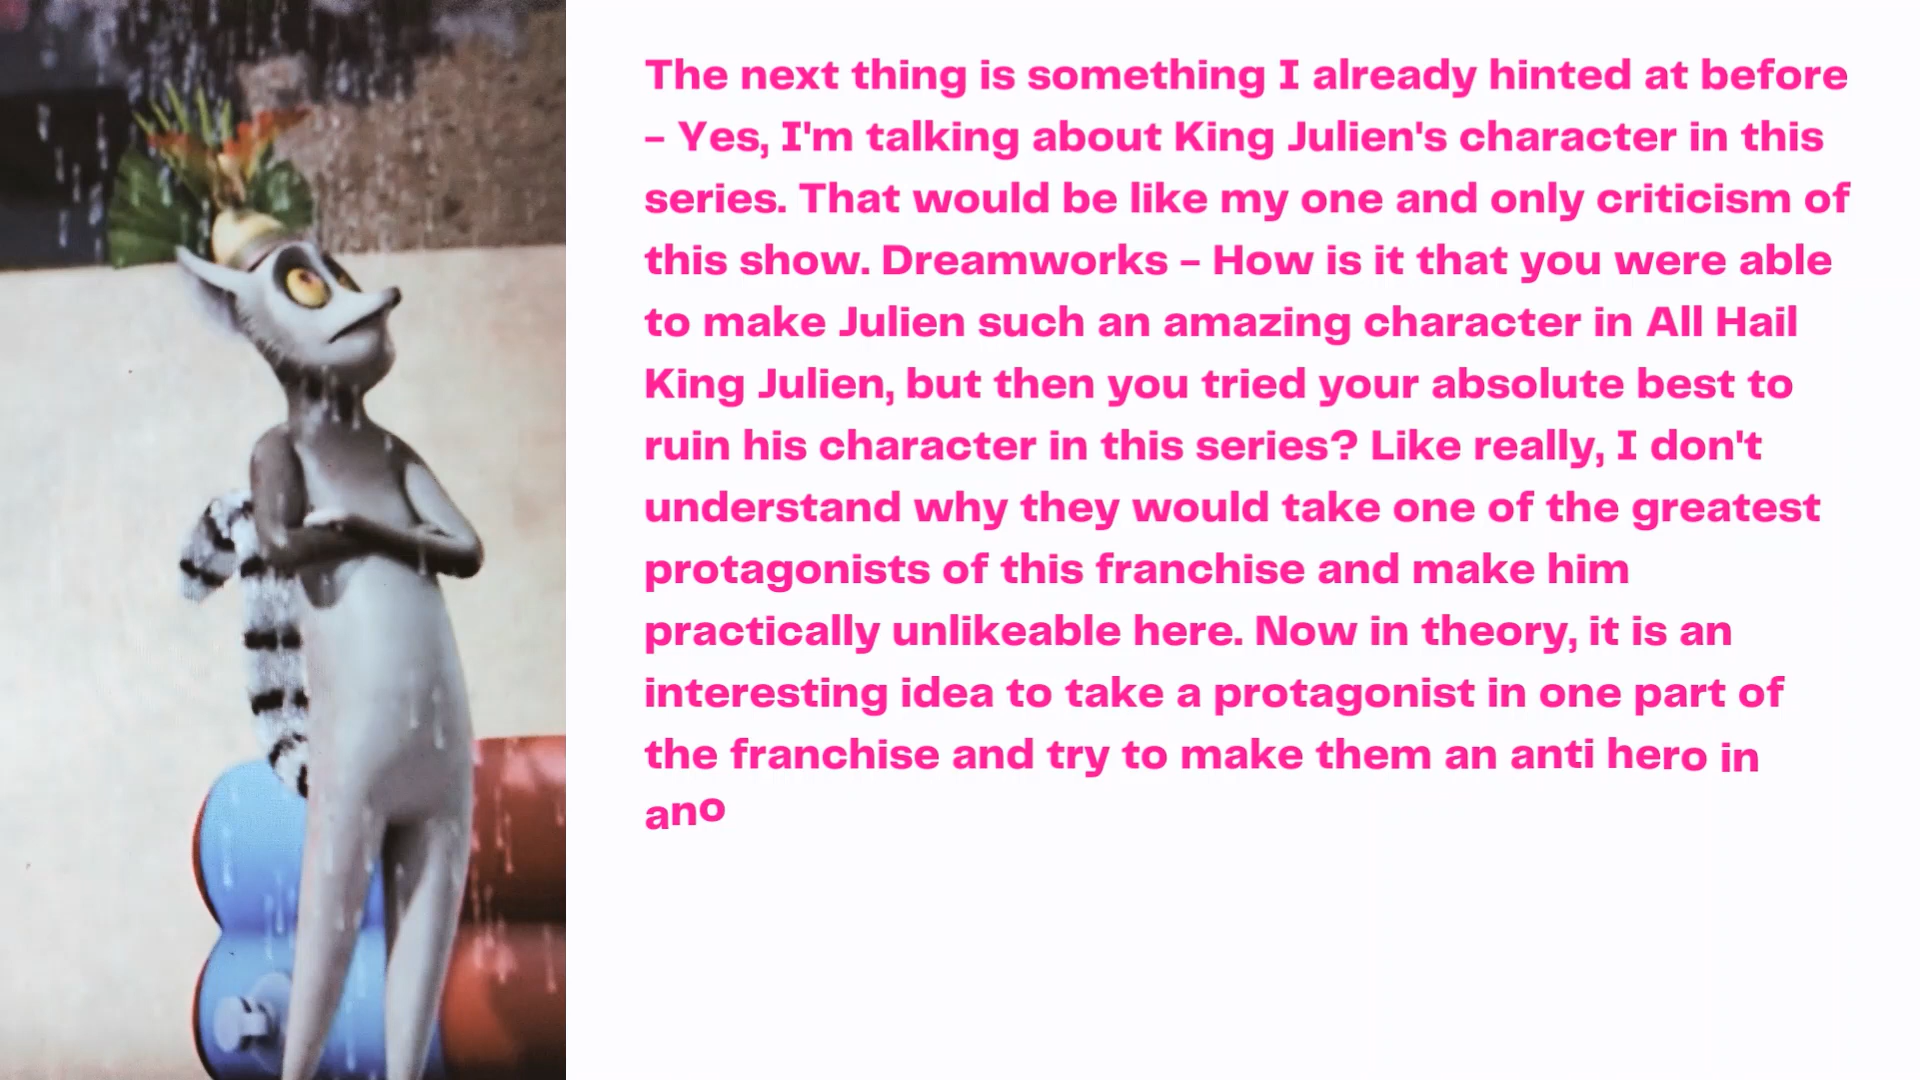 The next thing is something I already hinted at before
– Yes, I'm talking about King Julien's character in this
series. That would be like my one and only criticism of
this show. Dreamworks – How is it that you were able
to make Julien such an amazing character in All Hail
King Julien, but then you tried your absolute best to
ruin his character in this series? Like really, I don't
understand why they would take one of the greatest
protagonists of this franchise and make him
practically unlikeable here. Now in theory, it is an
interesting idea to take a protagonist in one part of
the franchise and try to make them an anti hero in
ano